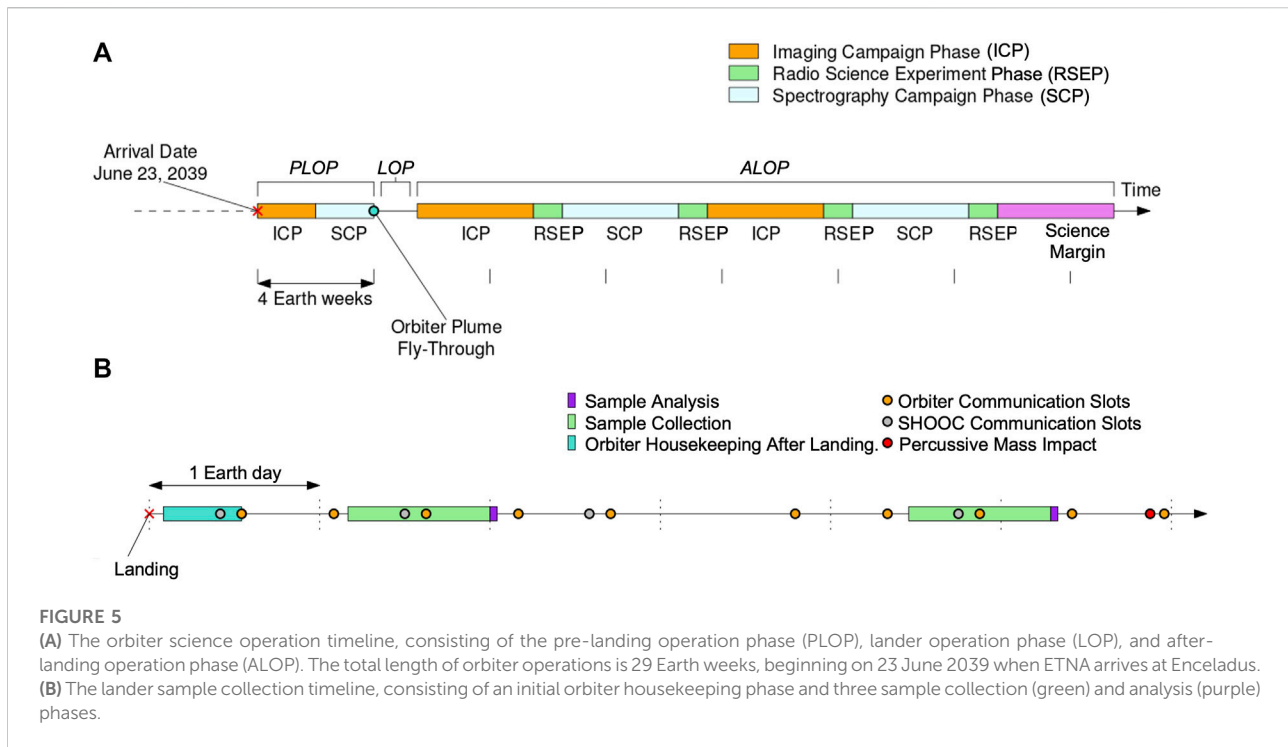 A
Imaging Campaign Phase (ICP)
Radio Science Experiment Phase (RSEP)
Spectrography Campaign Phase (SCP)
Arrival Date
June 23, 2039
PLOP
LOP
ALOP
Time
ICP
SCP
ICP
RSEP
SCP
RSEP
ICP
RSEP
SCP
RSEP
Science
Margin
4 Earth weeks
Orbiter Plume
Fly-Through
B
Sample Analysis
Sample Collection
Orbiter Housekeeping After Landing.
Orbiter Communication Slots
SHOOC Communication Slots
Percussive Mass Impact
1 Earth day
Landing
FIGURE 5
(A) The orbiter science operation timeline, consisting of the pre-landing operation phase (PLOP), lander operation phase (LOP), and after-
landing operation phase (ALOP). The total length of orbiter operations is 29 Earth weeks, beginning on 23 June 2039 when ETNA arrives at Enceladus.
(B) The lander sample collection timeline, consisting of an initial orbiter housekeeping phase and three sample collection (green) and analysis (purple)
phases.